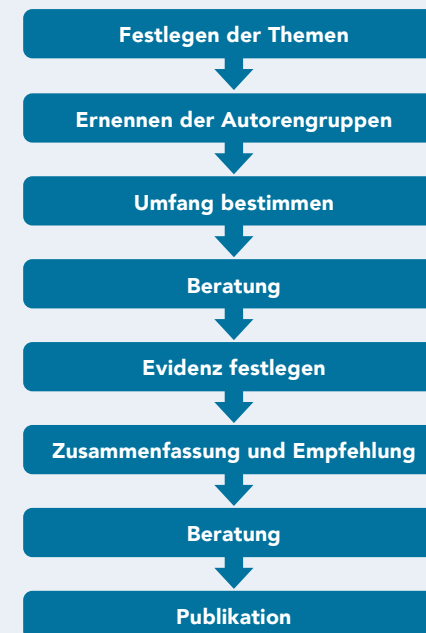 Festlegen der Themen
Ernennen der Autorengruppen
Umfang bestimmen
Beratung
Evidenz festlegen
Zusammenfassung und Empfehlung
Beratung
Publikation